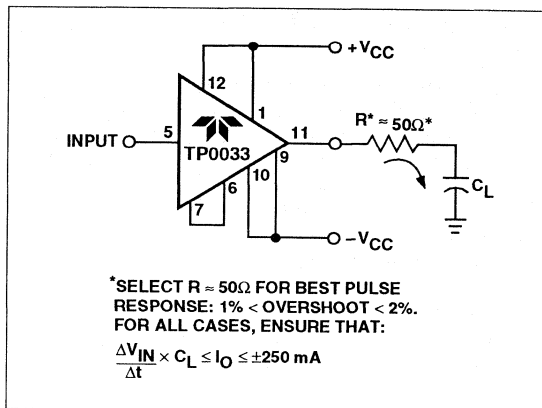 +VCC
12
1
R* ≈ 50Ω*
INPUT
5
TP0033
11
9
10
6
7
CL
−VCC
*SELECT R ≈ 50Ω FOR BEST PULSE
RESPONSE: 1% < OVERSHOOT < 2%.
FOR ALL CASES, ENSURE THAT:
ΔVIN
Δt
× CL ≤ IO ≤ ±250 mA